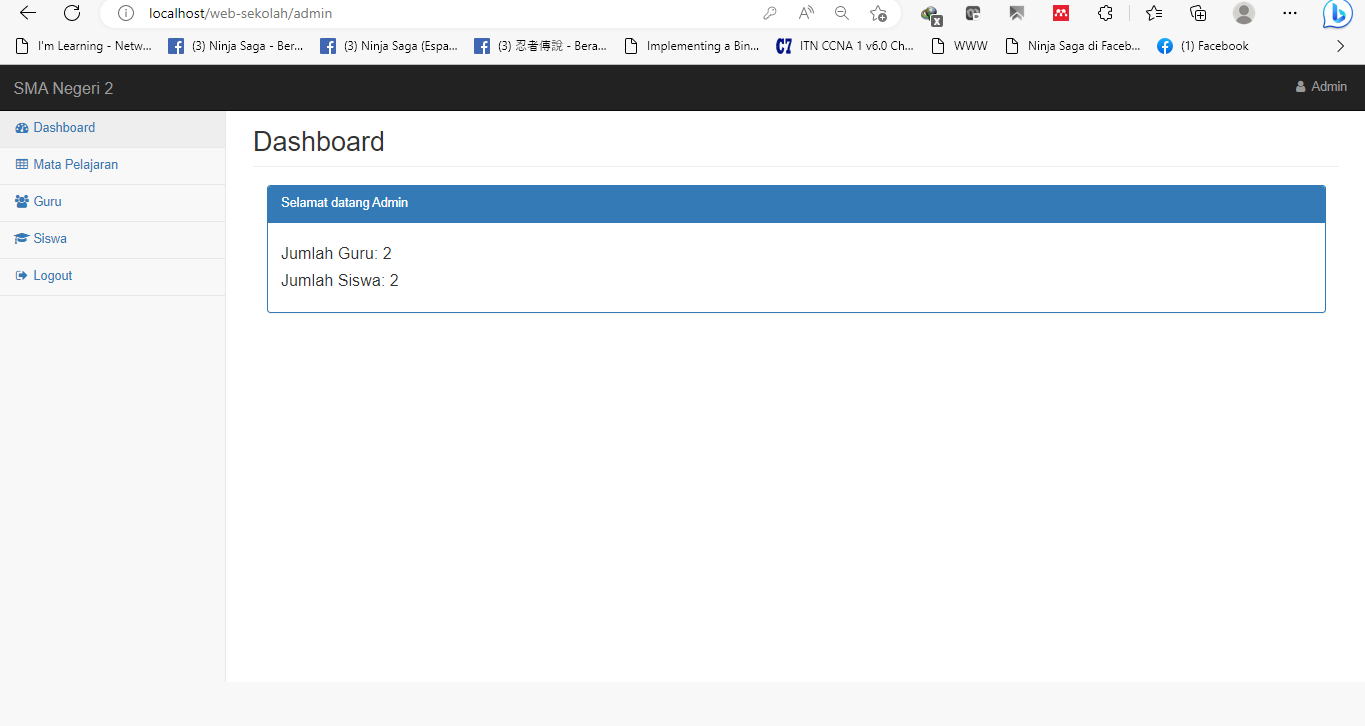 localhost/web-sekolah/admin
I'm Learning - Netw... (3) Ninja Saga - Ber... (3) Ninja Saga (Espa... (3) 忍者傳說 - Bera... Implementing a Bin... C7 ITN CCNA 1 v6.0 Ch... WWW Ninja Saga di Faceb... (1) Facebook
SMA Negeri 2 Admin
Dashboard
Mata Pelajaran
Guru
Siswa
Logout
Dashboard
Selamat datang Admin
Jumlah Guru: 2
Jumlah Siswa: 2